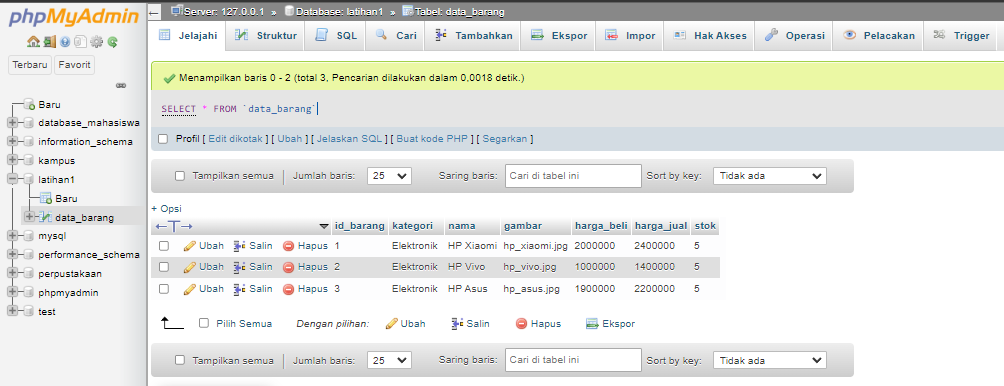 phpMyAdmin
Terbaru Favorit
Baru
database_mahasiswa
information_schema
kampus
latihan1
Baru
data_barang
mysql
performance_schema
perpustakaan
phpmyadmin
test
Server: 127.0.0.1 » Database: latihan1 » Tabel: data_barang
Jelajahi Struktur SQL Cari Tambahkan Ekspor Impor Hak Akses Operasi Pelacakan Trigger
Menampilkan baris 0 - 2 (total 3, Pencarian dilakukan dalam 0,0018 detik.)
SELECT * FROM `data_barang`
Profil [ Edit dikotak ] [ Ubah ] [ Jelaskan SQL ] [ Buat kode PHP ] [ Segarkan ]
Tampilkan semua | Jumlah baris: 25 Saring baris: Cari di tabel ini Sort by key: Tidak ada
+ Opsi
←T→ id_barang kategori nama gambar harga_beli harga_jual stok
Ubah Salin Hapus 1 Elektronik HP Xiaomi hp_xiaomi.jpg 2000000 2400000 5
Ubah Salin Hapus 2 Elektronik HP Vivo hp_vivo.jpg 1000000 1400000 5
Ubah Salin Hapus 3 Elektronik HP Asus hp_asus.jpg 1900000 2200000 5
Pilih Semua Dengan pilihan: Ubah Salin Hapus Ekspor
Tampilkan semua | Jumlah baris: 25 Saring baris: Cari di tabel ini Sort by key: Tidak ada